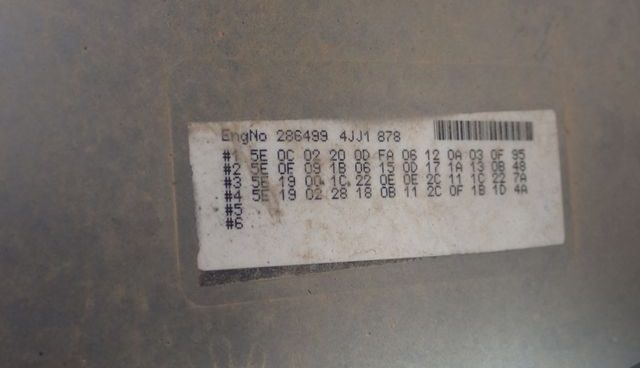 EngNo 286499 4JJ1 878
#1 5E 0C 02 20 0D FA 06 12 0A 03 0F 95
#2 5E 0F 09 1B 06 15 0D 17 1A 13 0B 48
#3 5E 19 00 1C 22 0E 0E 2C 11 1C 22 7A
#4 5E 19 02 28 18 0B 11 2C 0F 1B 1D 4A
#5
#6